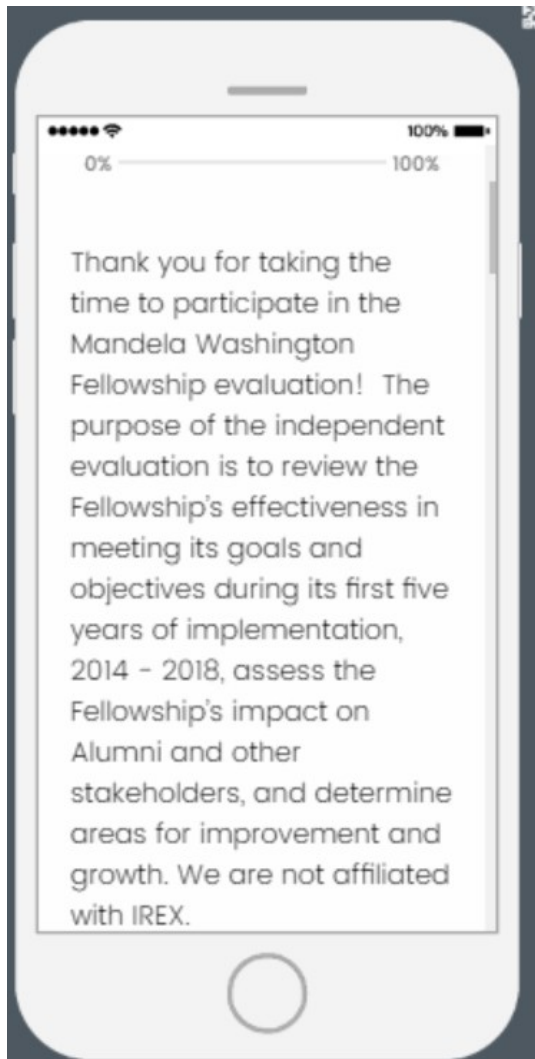 100%
0% 100%
Thank you for taking the
time to participate in the
Mandela Washington
Fellowship evaluation!  The
purpose of the independent
evaluation is to review the
Fellowship's effectiveness in
meeting its goals and
objectives during its first five
years of implementation,
2014 - 2018, assess the
Fellowship's impact on
Alumni and other
stakeholders, and determine
areas for improvement and
growth. We are not affiliated
with IREX.